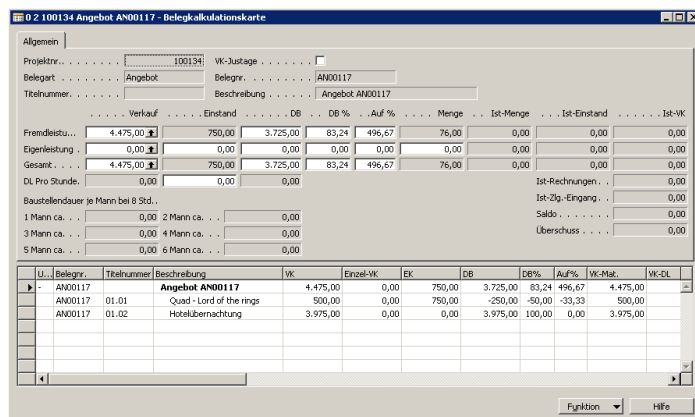 0 2 100134 Angebot AN00117 - Belegkalkulationskarte
Allgemein
Projektnr.. . . . . . . . 100134 VK-Justage . . . . . . .
Belegart . . . . . . . . Angebot Belegnr. . . . . . . . . AN00117
Titelnummer. . . . . . . Beschreibung . . . . . . Angebot AN00117
. . . . . . Verkauf . . . . . Einstand . . . . . . . DB . . DB % . . Auf % . . . . Menge . Ist-Menge . . . Ist-Einstand . . . . . Ist-VK
Fremdleistu... 4.475,00 750,00 3.725,00 83,24 496,67 76,00 0,00 0,00 0,00
Eigenleistung . 0,00 0,00 0,00 0,00 0,00 0,00 0,00 0,00 0,00
Gesamt. . . . 4.475,00 750,00 3.725,00 83,24 496,67 76,00 0,00 0,00 0,00
DL Pro Stunde. 0,00 0,00 0,00 Ist-Rechnungen. . 0,00
Baustellendauer je Mann bei 8 Std. . Ist-Zlg.-Eingang. . 0,00
1 Mann ca. . . 0,00 2 Mann ca. . . 0,00 Saldo . . . . . . . 0,00
3 Mann ca. . . 0,00 4 Mann ca. . . 0,00 Überschuss . . . . 0,00
5 Mann ca. . . 0,00 6 Mann ca. . . 0,00
U... Belegnr. Titelnummer Beschreibung VK Einzel-VK EK DB DB% Auf% VK-Mat. VK-DL
- AN00117 Angebot AN00117 4.475,00 0,00 750,00 3.725,00 83,24 496,67 4.475,00
AN00117 01.01 Quad - Lord of the rings 500,00 0,00 750,00 -250,00 -50,00 -33,33 500,00
AN00117 01.02 Hotelübernachtung 3.975,00 0,00 0,00 3.975,00 100,00 0,00 3.975,00
Funktion Hilfe